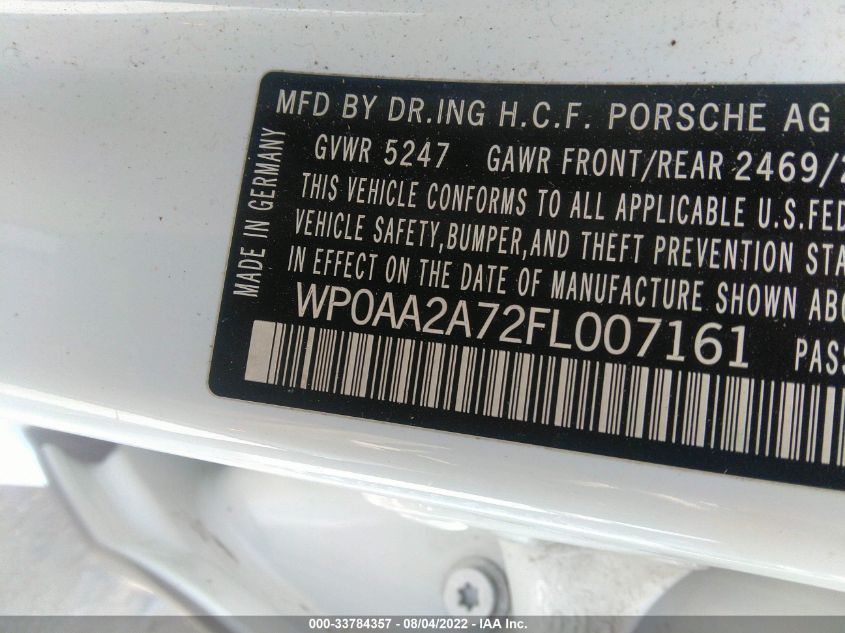 MFD BY DR.ING H.C.F. PORSCHE AG
GVWR 5247 GAWR FRONT/REAR 2469/
THIS VEHICLE CONFORMS TO ALL APPLICABLE U.S.FED
VEHICLE SAFETY,BUMPER,AND THEFT PREVENTION STA
IN EFFECT ON THE DATE OF MANUFACTURE SHOWN ABO
MADE IN GERMANY
WP0AA2A72FL007161 PASS
000-33784357 - 08/04/2022 - IAA Inc.